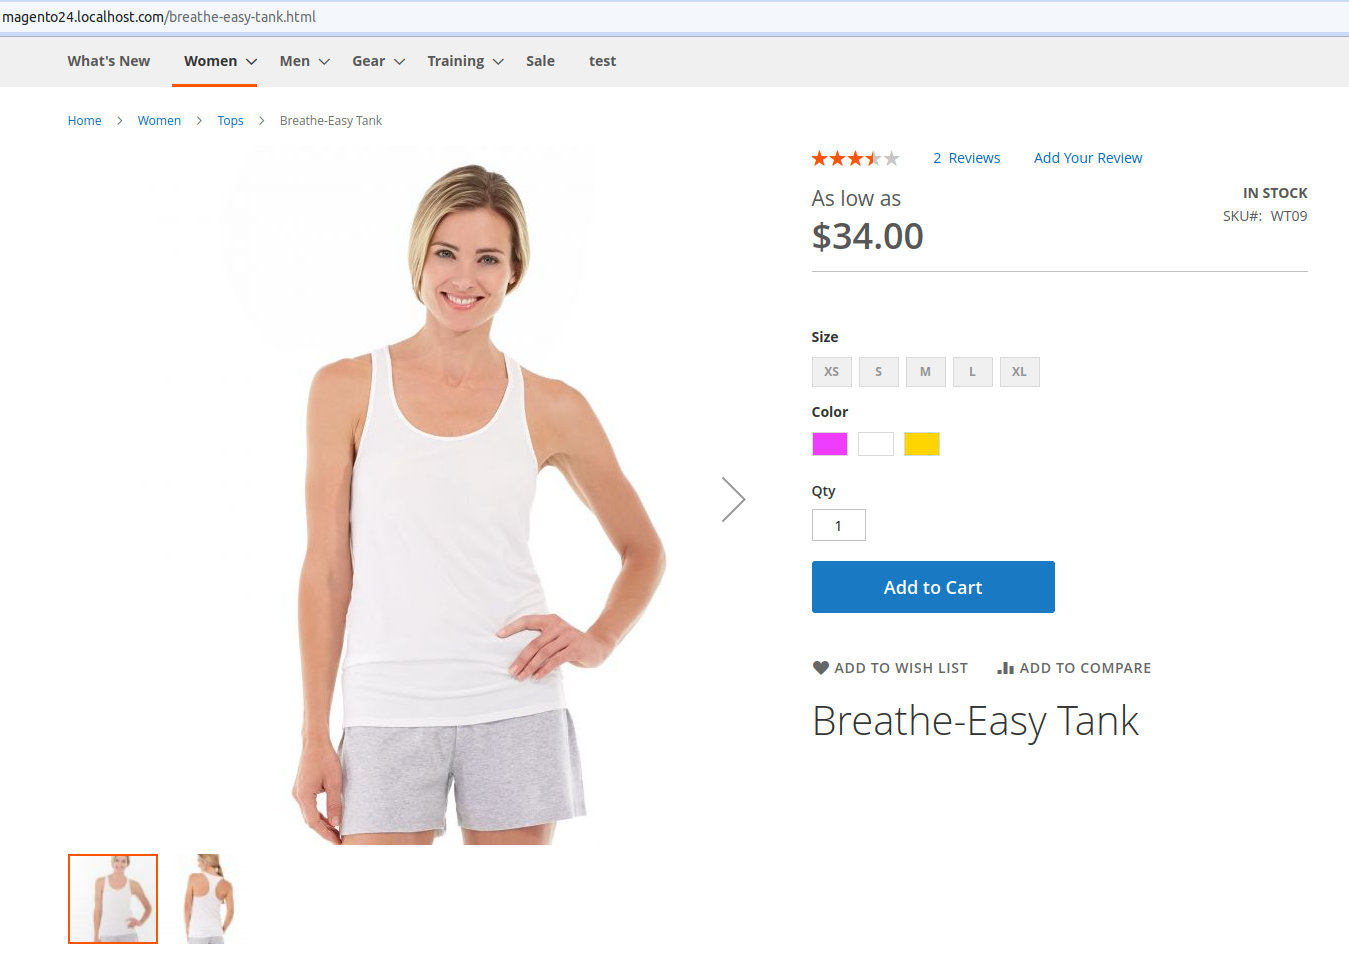 magento24.localhost.com/breathe-easy-tank.html
What's New Women Men Gear Training Sale test
Home Women Tops Breathe-Easy Tank
2 Reviews Add Your Review
As low as
$34.00
IN STOCK
SKU#: WT09
Size
XS S M L XL
Color
Qty
1
Add to Cart
ADD TO WISH LIST ADD TO COMPARE
Breathe-Easy Tank